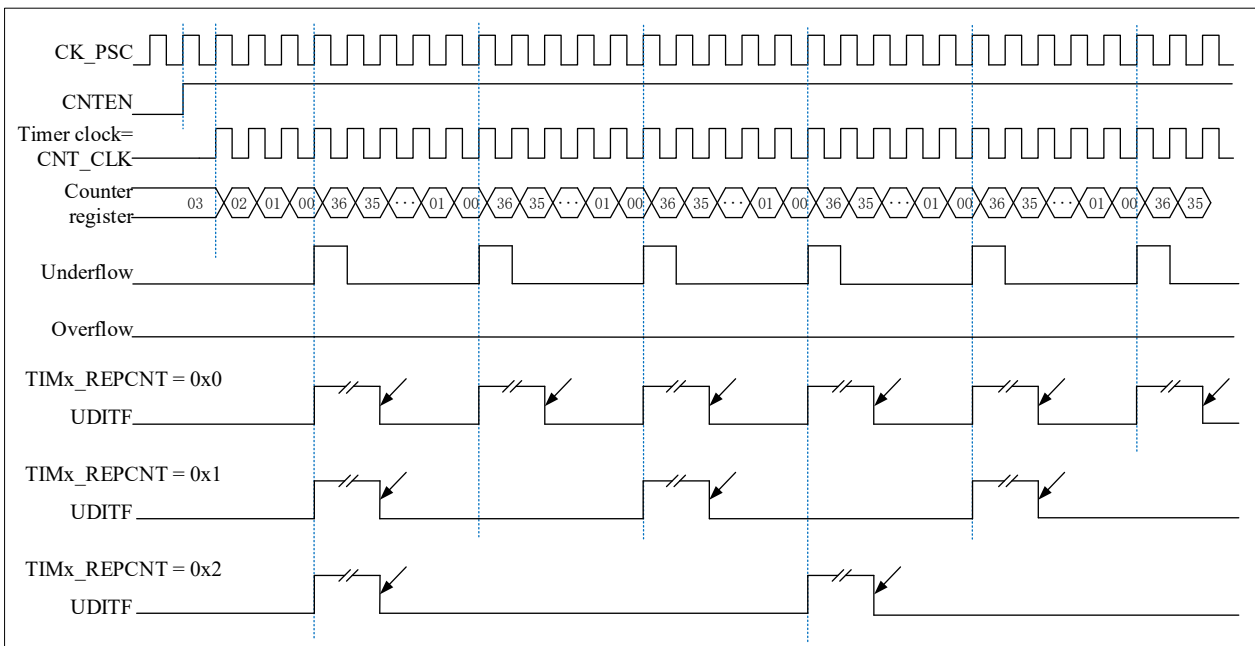 CK_PSC
CNTEN
Timer clock=
CNT_CLK
Counter
register
03 02 01 00 36 35 ··· 01 00 36 35 ··· 01 00 36 35 ··· 01 00 36 35 ··· 01 00 36 35 ··· 01 00 36 35
Underflow
Overflow
TIMx_REPCNT = 0x0
UDITF
TIMx_REPCNT = 0x1
UDITF
TIMx_REPCNT = 0x2
UDITF